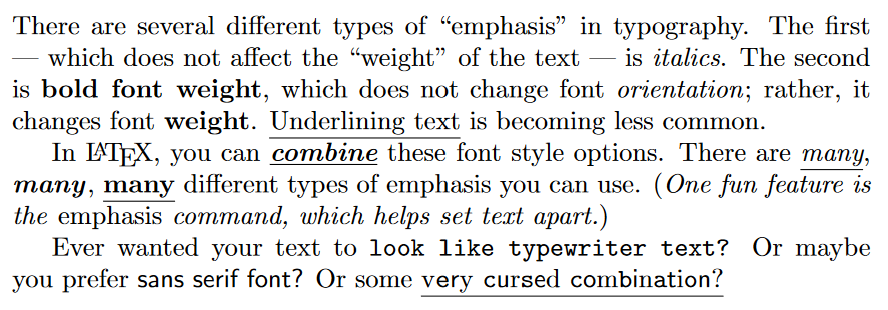 There are several different types of “emphasis” in typography. The first
— which does not affect the “weight” of the text — is italics. The second
is bold font weight, which does not change font orientation; rather, it
changes font weight. Underlining text is becoming less common.
In LATEX, you can combine these font style options. There are many,
many, many different types of emphasis you can use. (One fun feature is
the emphasis command, which helps set text apart.)
Ever wanted your text to look like typewriter text? Or maybe
you prefer sans serif font? Or some very cursed combination?